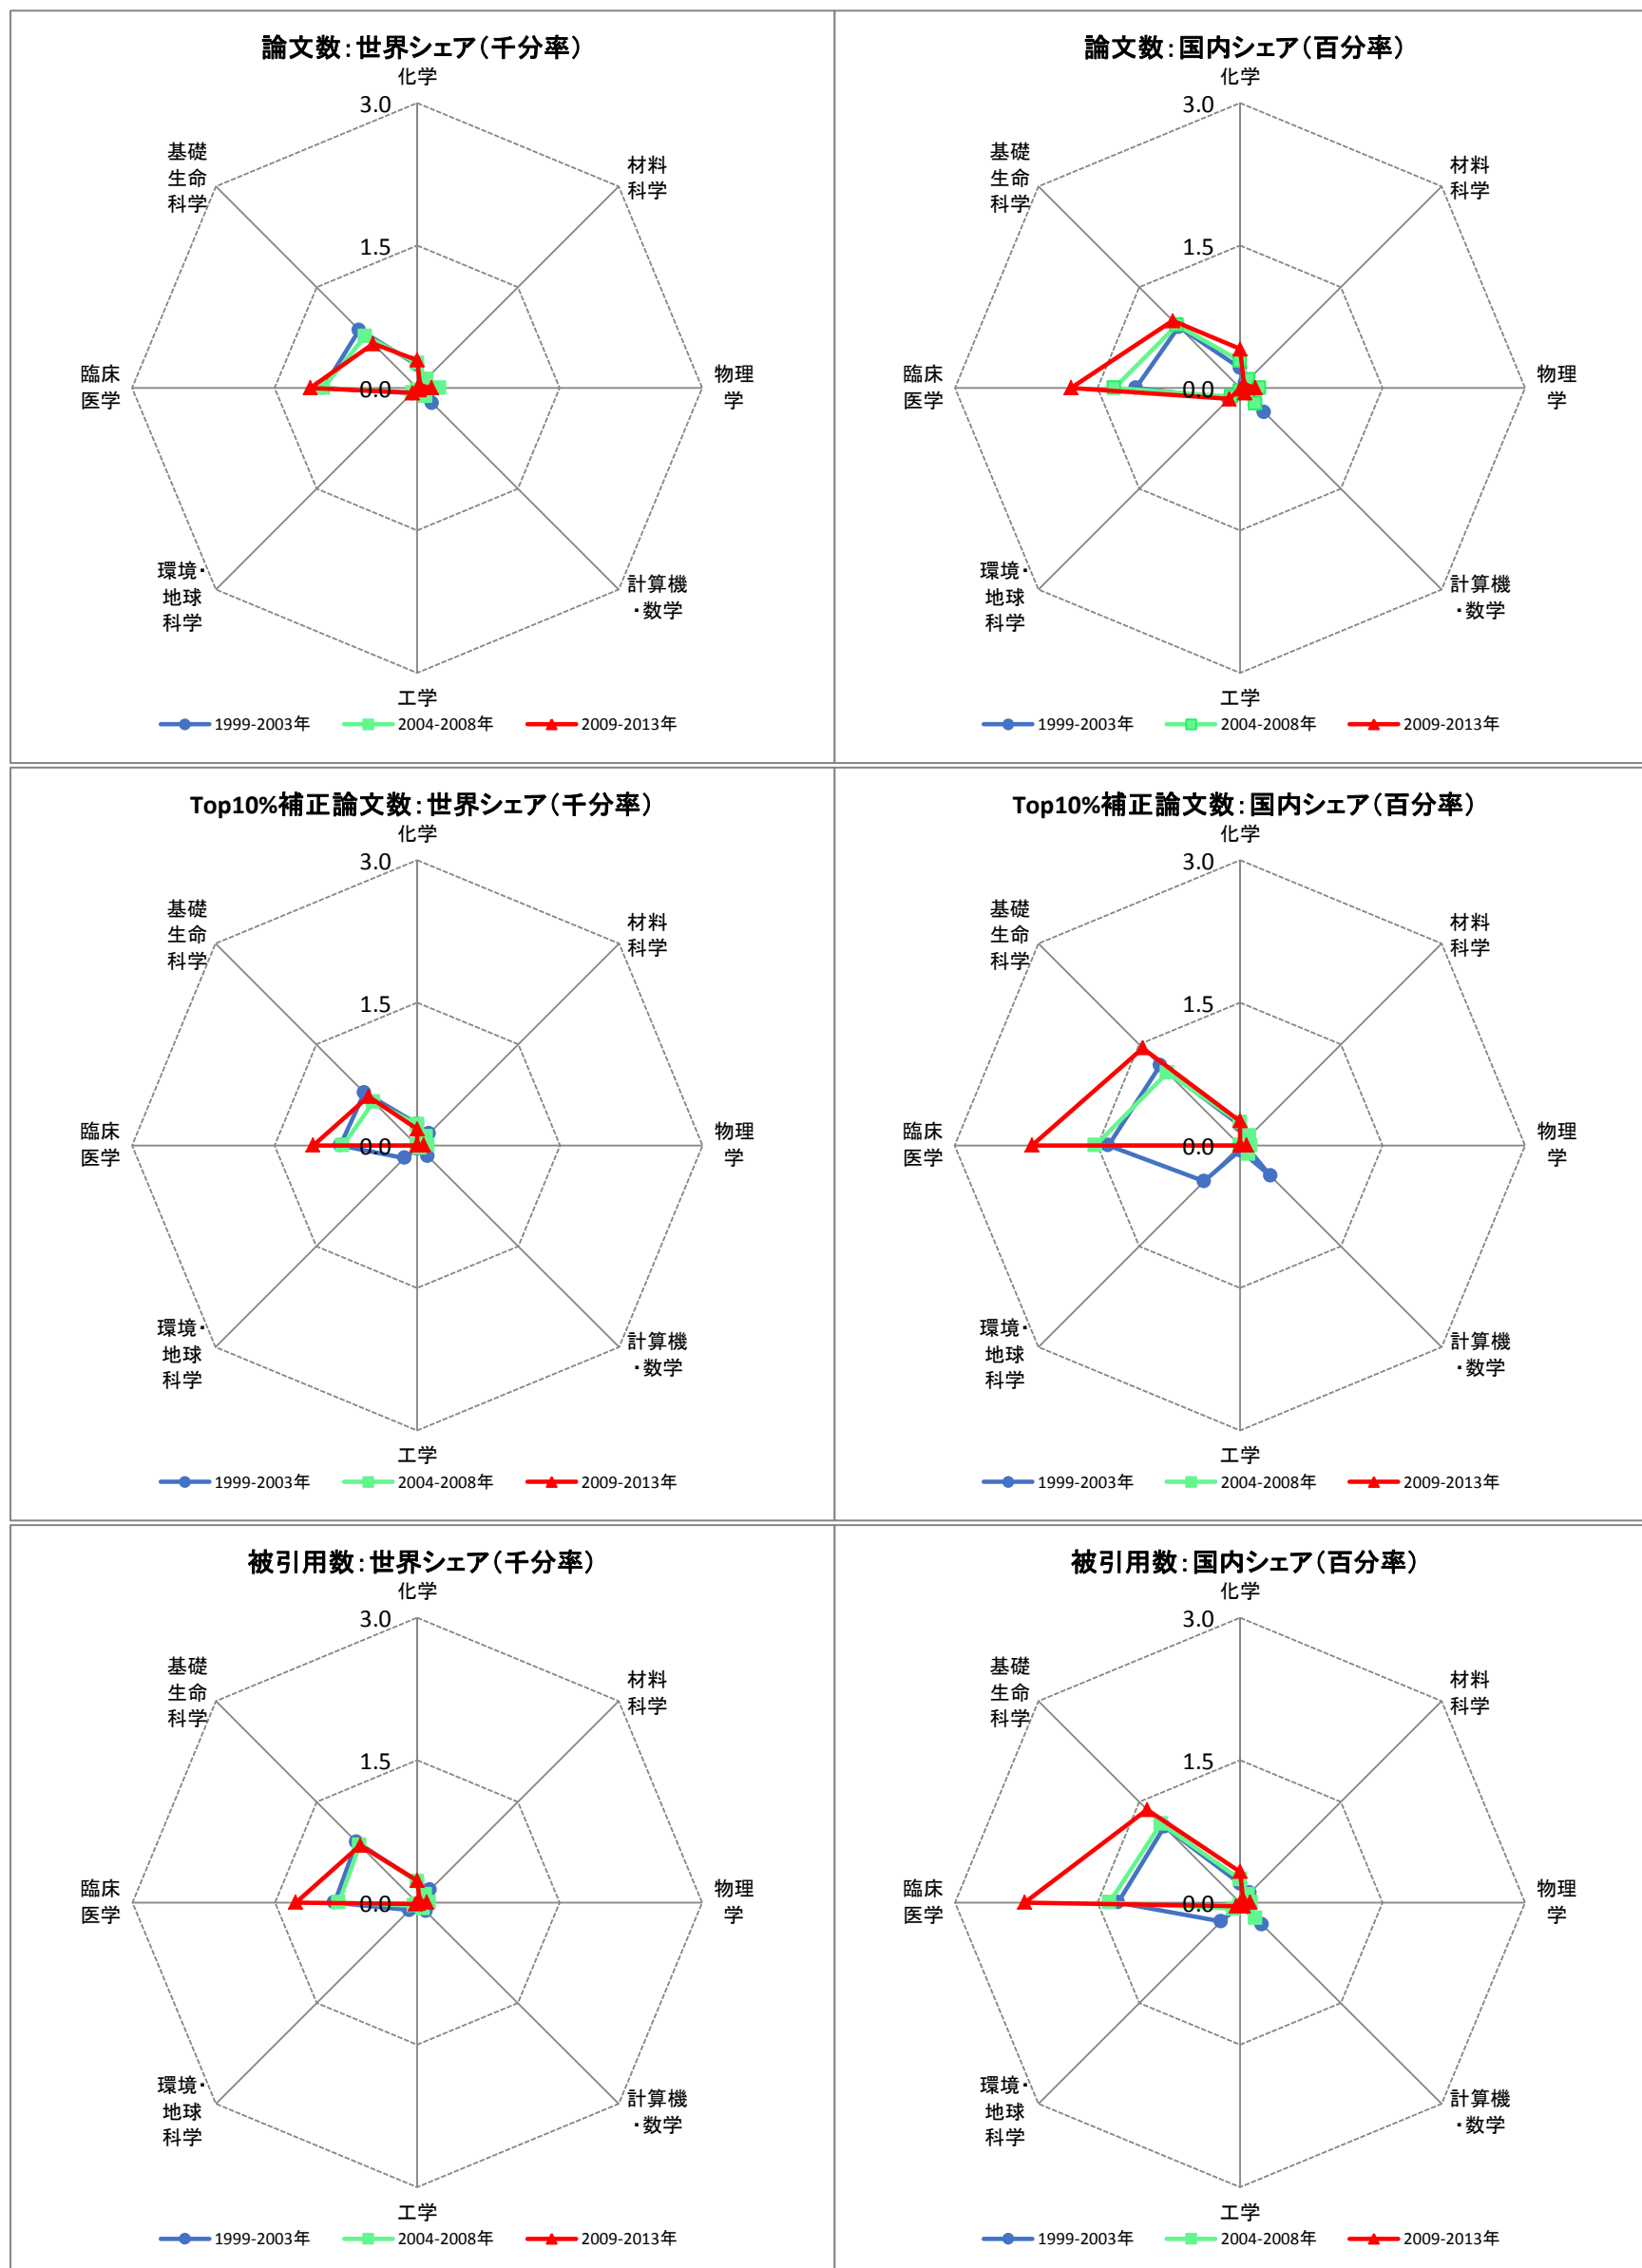 論文数：世界シェア（千分率）
化学
3.0
基礎
生命
科学
材料
科学
1.5
臨床
医学
0.0
物理
学
環境・
地球
科学
計算機
・数学
工学
1999-2003年 2004-2008年 2009-2013年
論文数：国内シェア（百分率）
化学
3.0
基礎
生命
科学
材料
科学
1.5
臨床
医学
0.0
物理
学
環境・
地球
科学
計算機
・数学
工学
1999-2003年 2004-2008年 2009-2013年
Top10%補正論文数：世界シェア（千分率）
化学
3.0
基礎
生命
科学
材料
科学
1.5
臨床
医学
0.0
物理
学
環境・
地球
科学
計算機
・数学
工学
1999-2003年 2004-2008年 2009-2013年
Top10%補正論文数：国内シェア（百分率）
化学
3.0
基礎
生命
科学
材料
科学
1.5
臨床
医学
0.0
物理
学
環境・
地球
科学
計算機
・数学
工学
1999-2003年 2004-2008年 2009-2013年
被引用数：世界シェア（千分率）
化学
3.0
基礎
生命
科学
材料
科学
1.5
臨床
医学
0.0
物理
学
環境・
地球
科学
計算機
・数学
工学
1999-2003年 2004-2008年 2009-2013年
被引用数：国内シェア（百分率）
化学
3.0
基礎
生命
科学
材料
科学
1.5
臨床
医学
0.0
物理
学
環境・
地球
科学
計算機
・数学
工学
1999-2003年 2004-2008年 2009-2013年